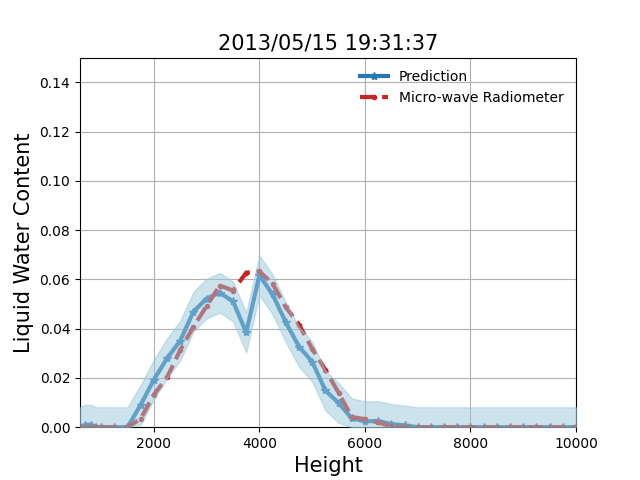 2013/05/15 19:31:37
Prediction
Micro-wave Radiometer
Liquid Water Content
0.14
0.12
0.10
0.08
0.06
0.04
0.02
0.00
2000 4000 6000 8000 10000
Height